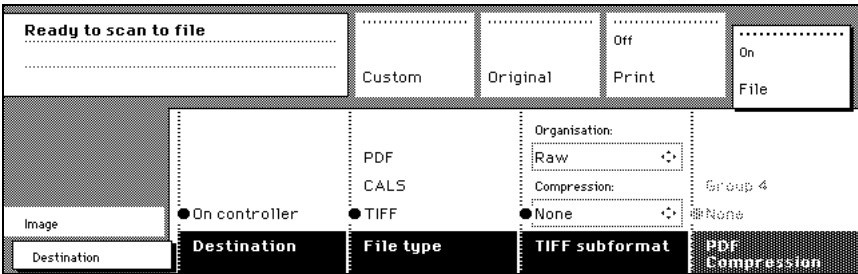 Ready to scan to file
Custom
Original
Off
Print
On
File
Image
Destination
On controller
Destination
PDF
CALS
TIFF
File type
Organisation:
Raw
Compression:
None
TIFF subformat
Group 4
None
PDF
Compression